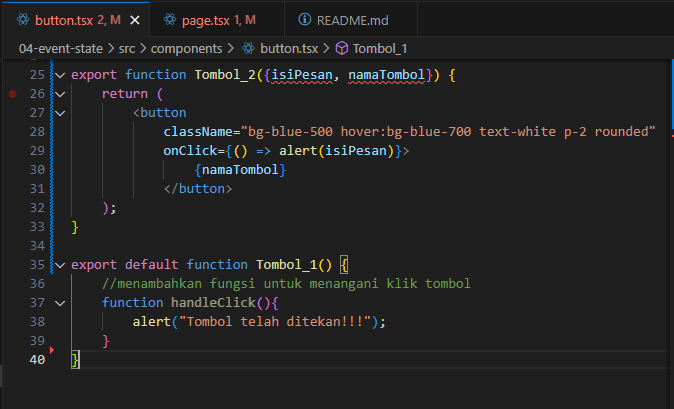 button.tsx 2, M
page.tsx 1, M
README.md
04-event-state > src > components > button.tsx > Tombol_1
25 export function Tombol_2({isiPesan, namaTombol}) {
26 return (
27 <button
28 className="bg-blue-500 hover:bg-blue-700 text-white p-2 rounded"
29 onClick={() => alert(isiPesan)}>
30 {namaTombol}
31 </button>
32 );
33 }
34
35 export default function Tombol_1() {
36 //menambahkan fungsi untuk menangani klik tombol
37 function handleClick(){
38 alert("Tombol telah ditekan!!!");
39 }
40 }